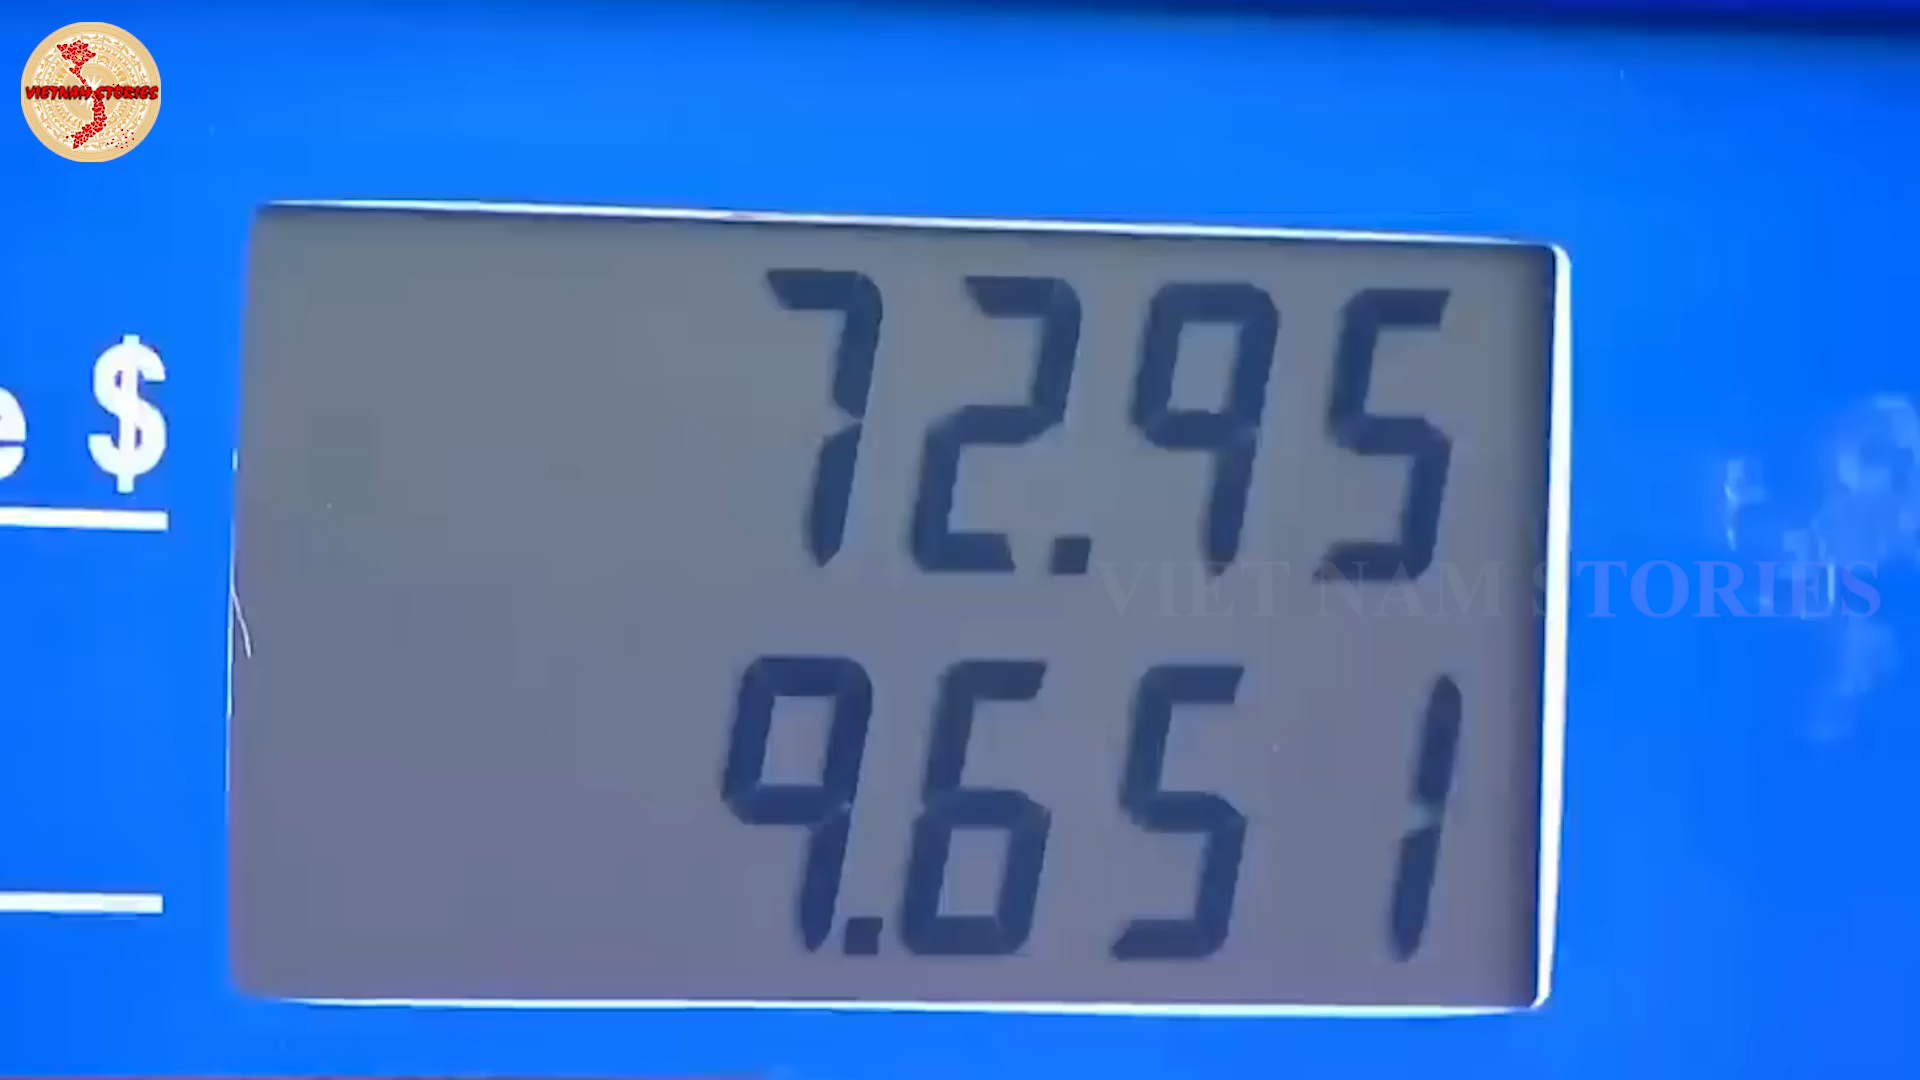 VIETNAM STORIES
e $
72.95
VIET NAM STORIES
9.651